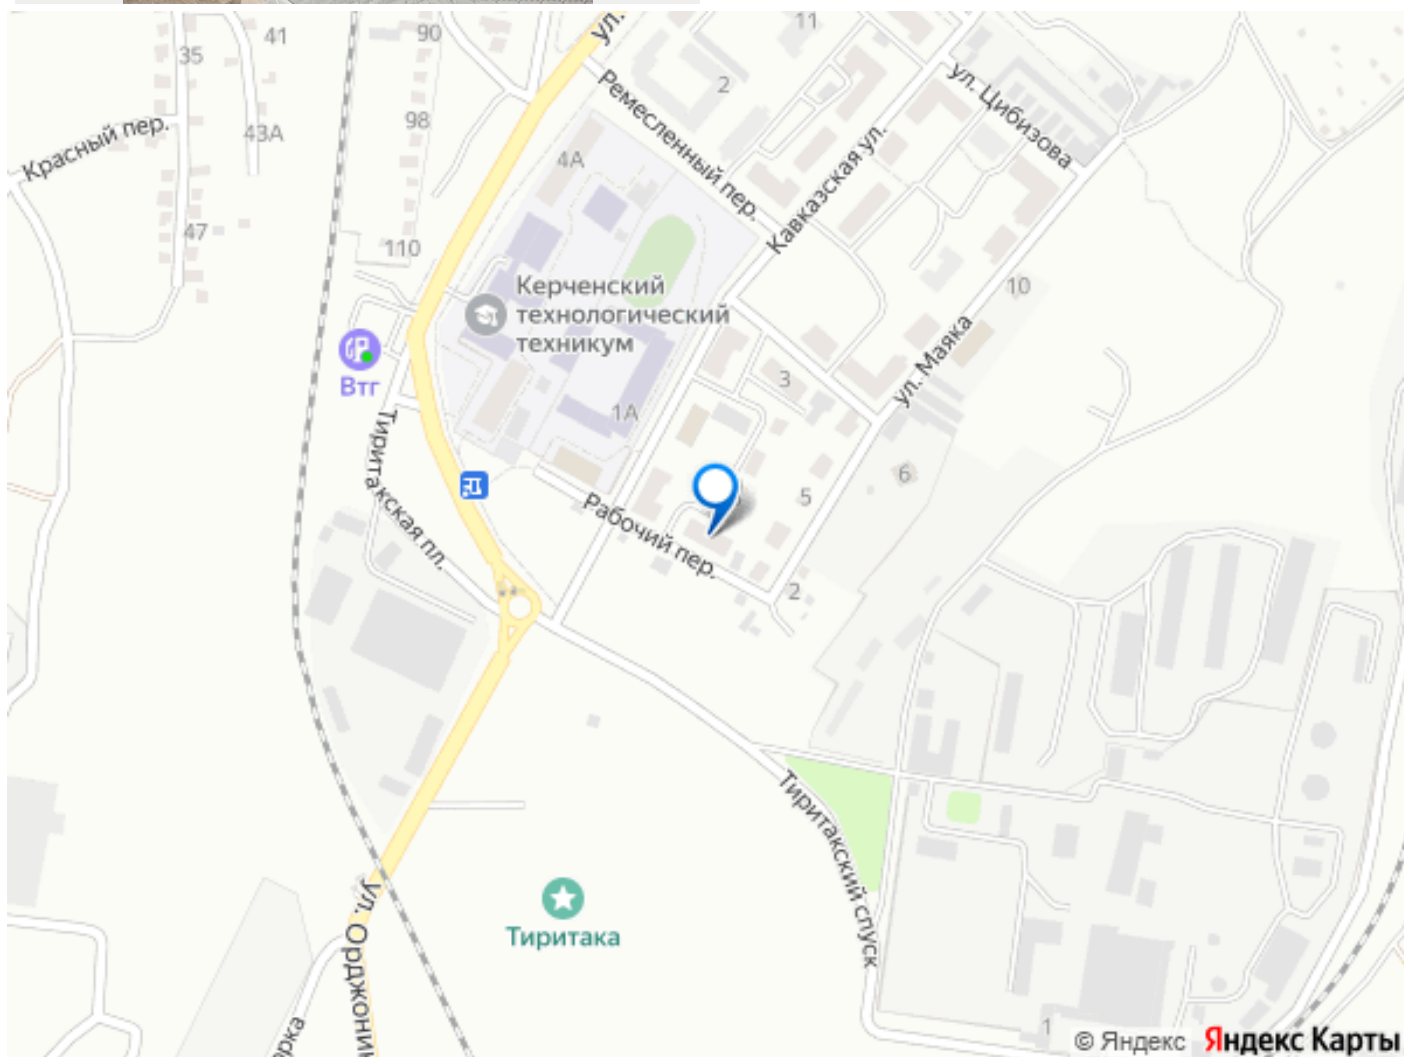 ул.
41
90
35
11
43А
98
2
ул. Цибизова
Красный пер.
4А
Ремесленный пер.
Кавказская ул.
47
110
10
Керченский
технологический
техникум
Втг
3
ул. Маяка
1А
Тиритакская пл.
6
5
Рабочий пер.
2
Тиритакский спуск
Тиритака
ул. Орджони
арка
1
© Яндекс Яндекс Карты